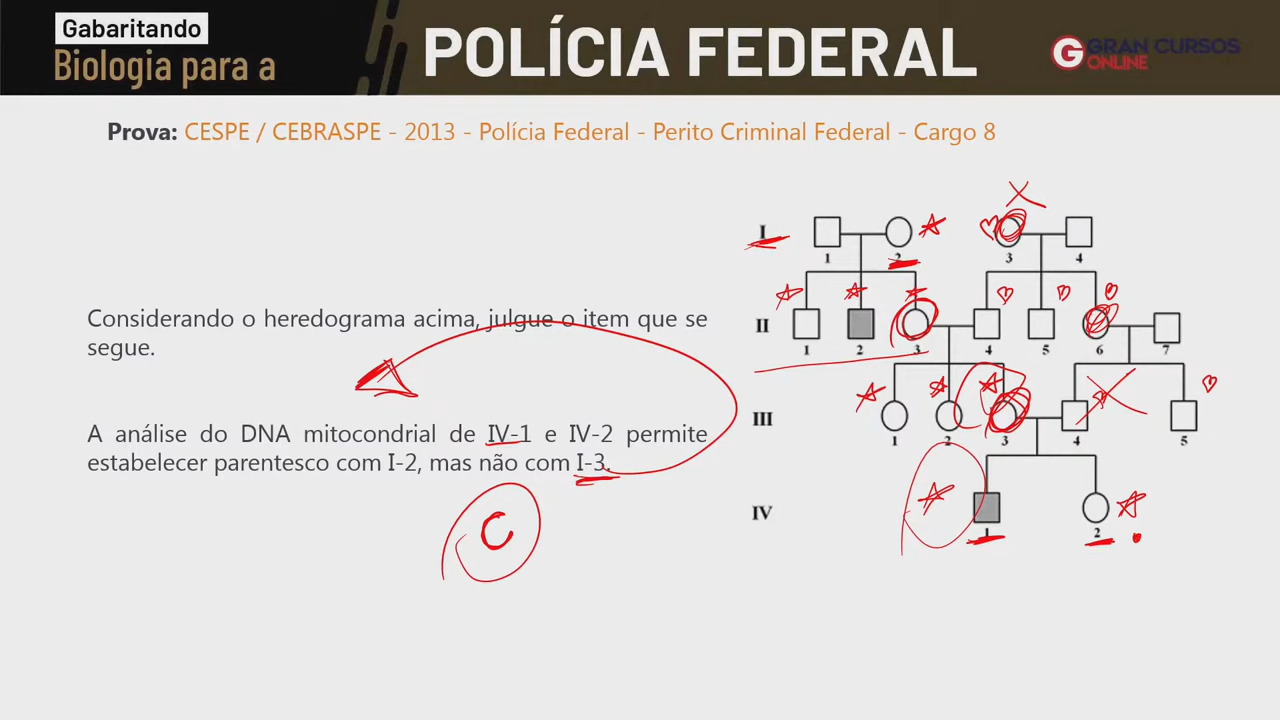 Gabaritando
Biologia para a
POLÍCIA FEDERAL
G GRAN CURSOS
ONLINE
Prova: CESPE / CEBRASPE - 2013 - Polícia Federal - Perito Criminal Federal - Cargo 8
I
1
2
3
4
Considerando o heredograma acima, julgue o item que se
segue.
II
1
2
3
4
5
6
7
A análise do DNA mitocondrial de IV-1 e IV-2 permite
estabelecer parentesco com I-2, mas não com I-3.
III
1
2
3
4
5
C
IV
1
2